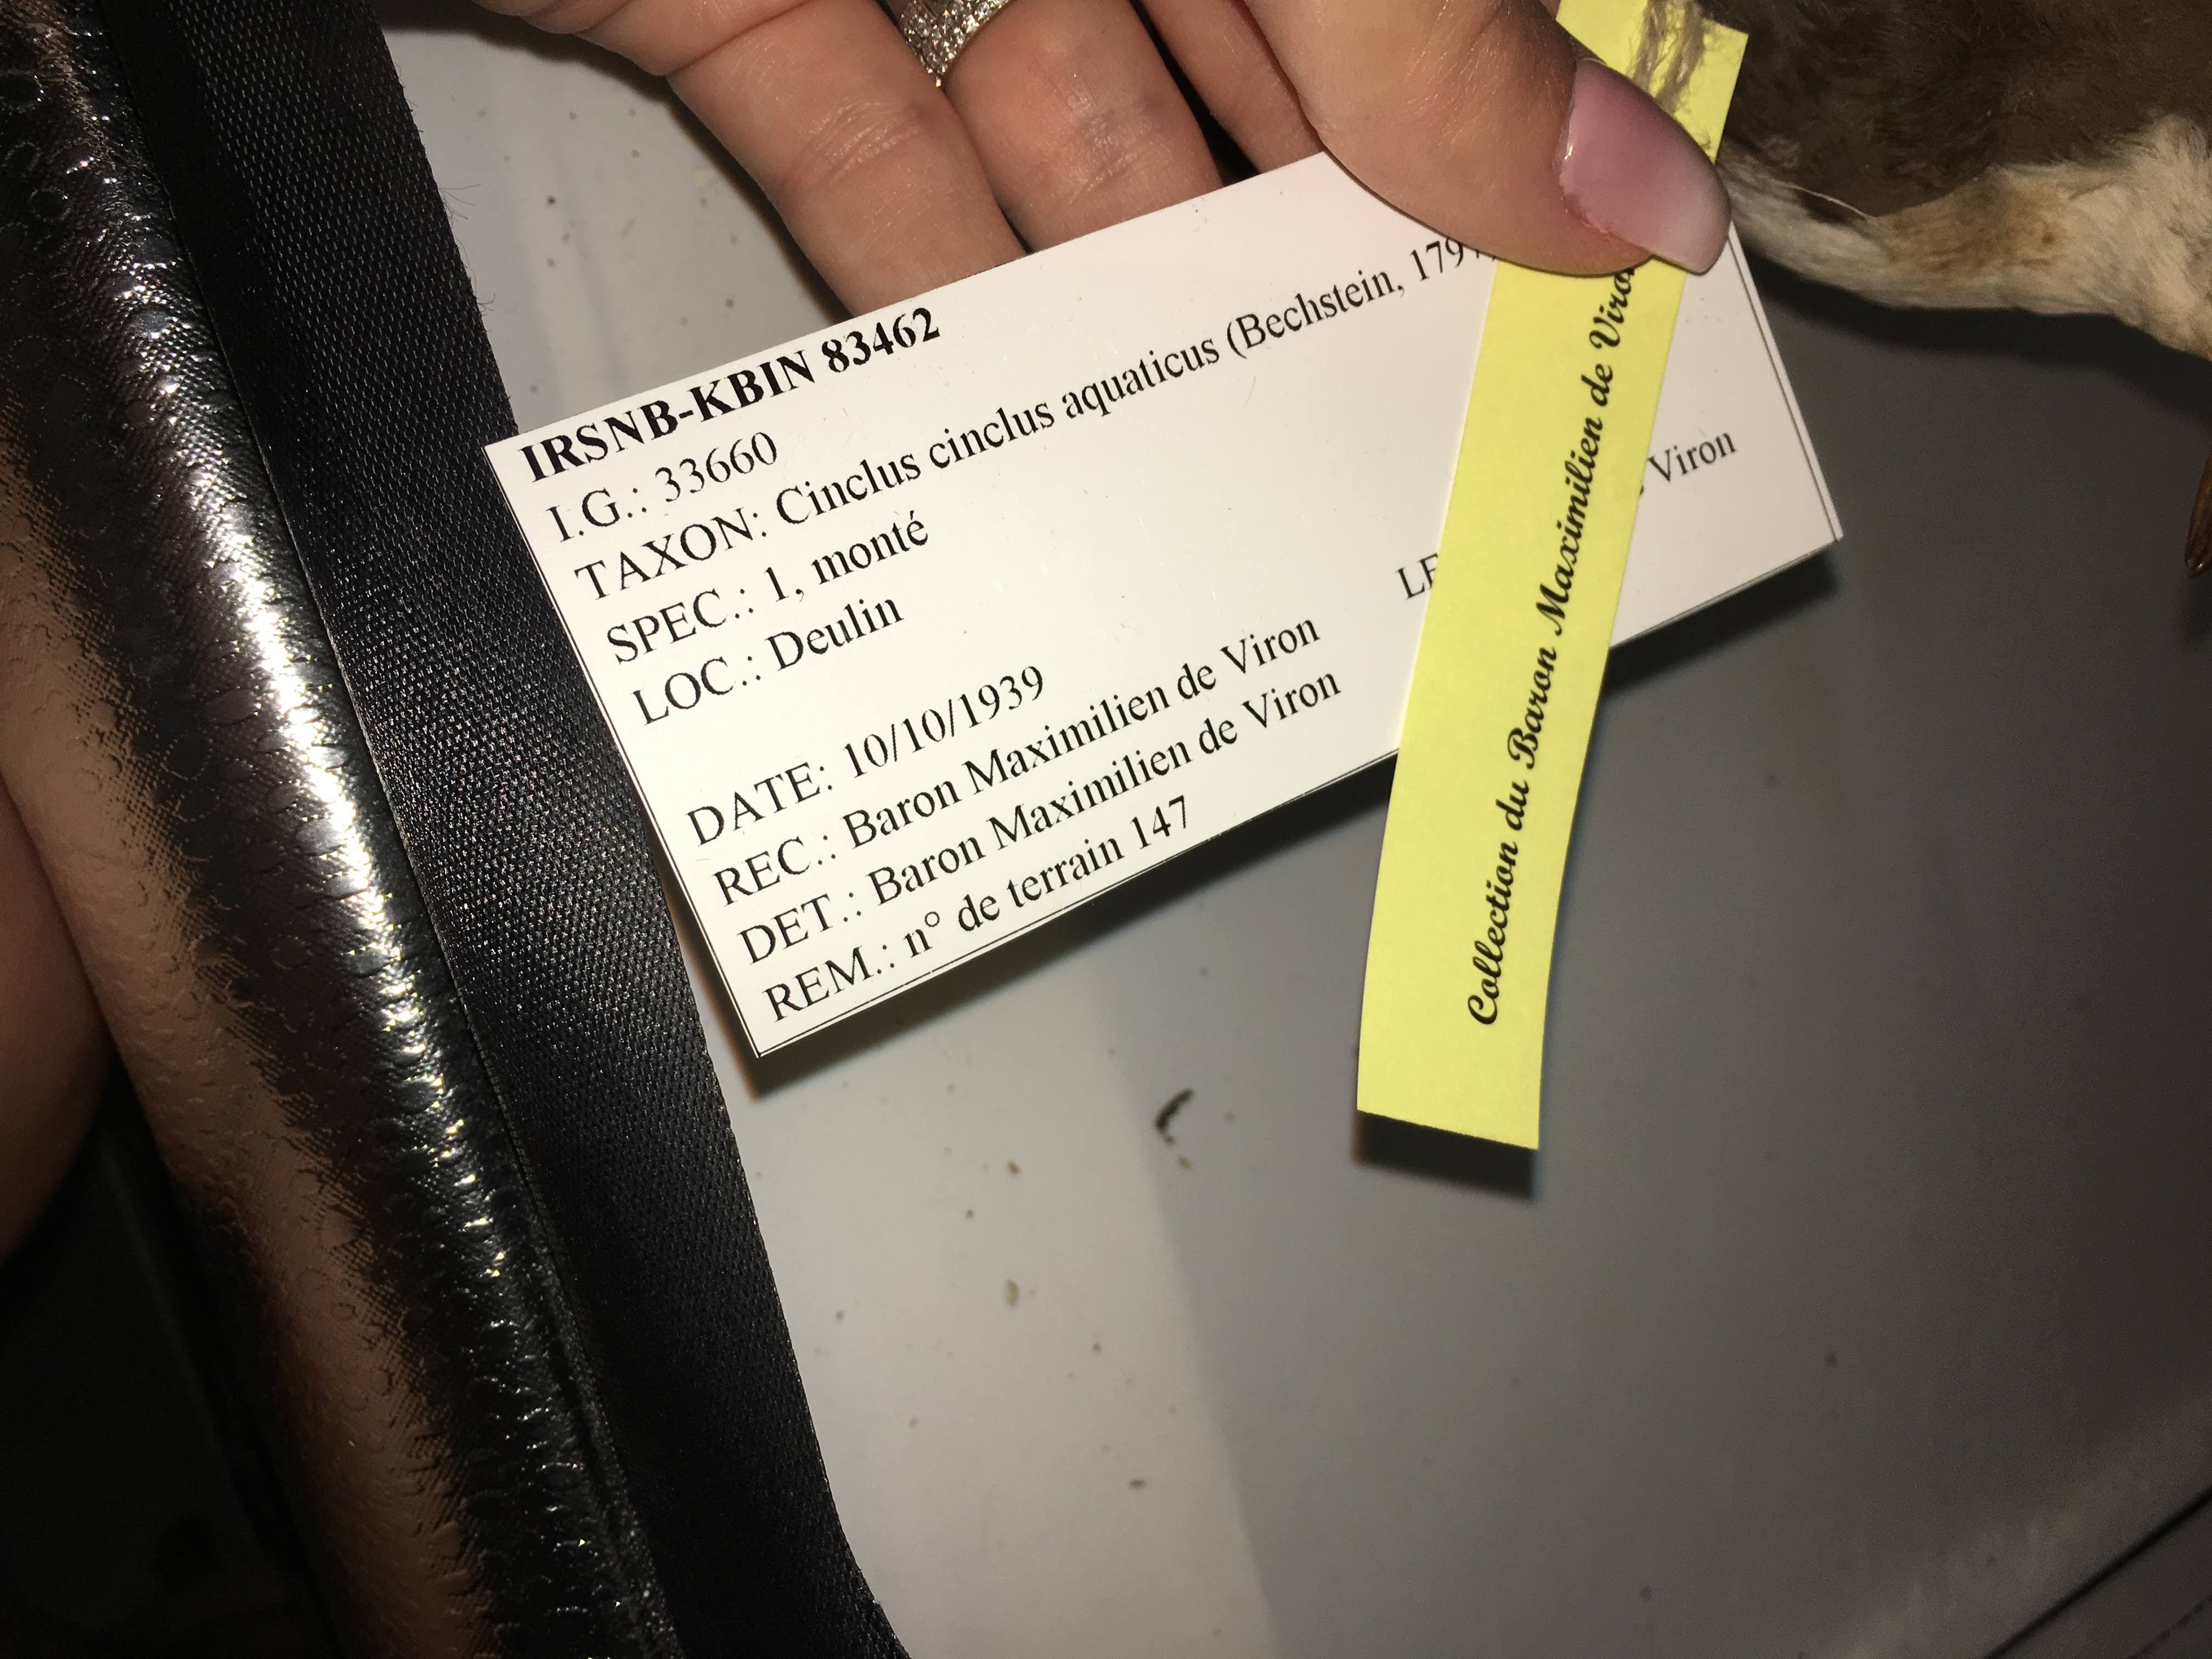 IRSNB-KBIN 83462
I.G.: 33660
TAXON: Cinclus cinclus aquaticus (Bechstein,
SPEC.: 1, monté
LOC.: Deulin
DATE: 10/10/1939
REC.: Baron Maximilien de Viron
Viron
DET.: Baron Maximilien de Viron
REM.: n° de terrain 147
Collection du Baron Maximilien de